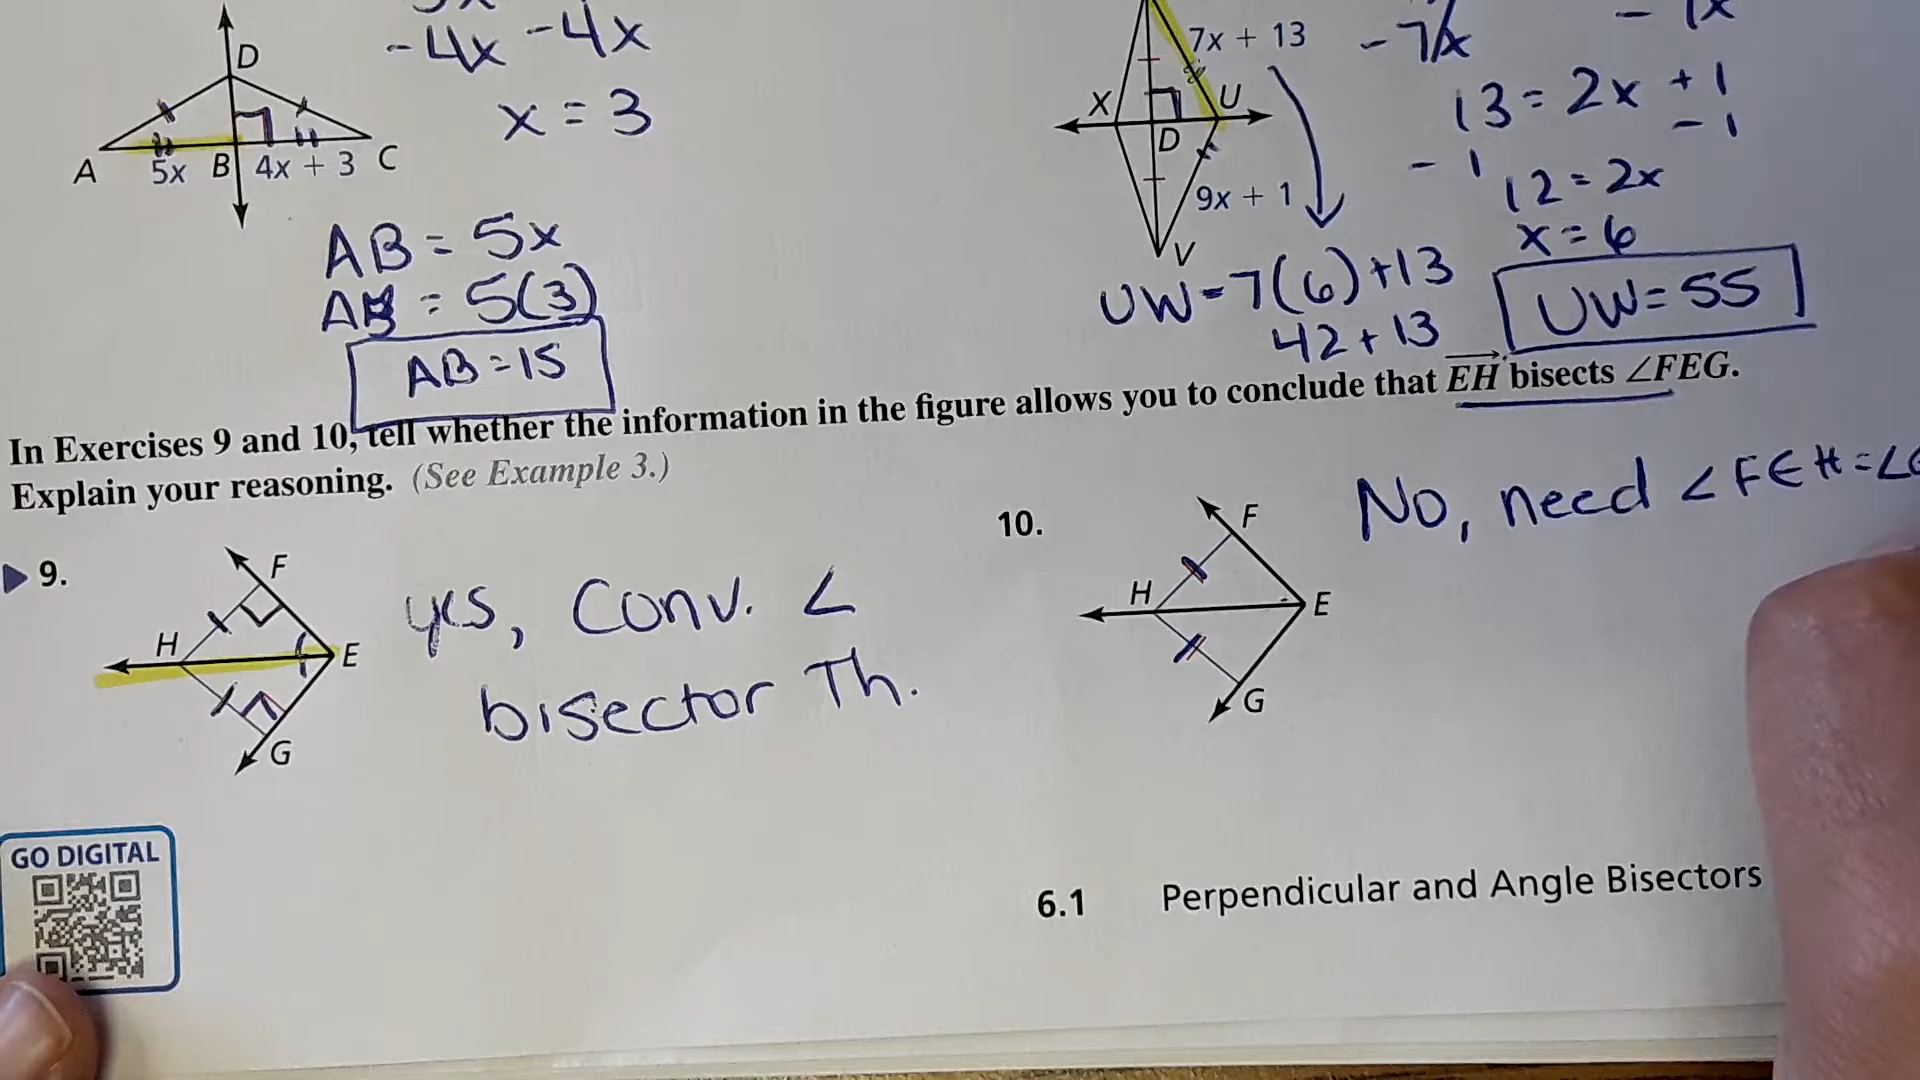 -4x -4x
x = 3
D
A 5x B 4x + 3 C
AB = 5x
AB = 5(3)
AB = 15
7x + 13
X U
D
9x + 1
V
-7x
13 = 2x + 1
-1 -1
12 = 2x
x = 6
UW = 7(6) + 13
42 + 13
UW = 55
In Exercises 9 and 10, tell whether the information in the figure allows you to conclude that EH bisects ∠FEG.
Explain your reasoning. (See Example 3.)
9.
F
H
E
G
yes, Conv. ∠
bisector Th.
10.
F
H
E
G
No, need ∠FEH = ∠
GO DIGITAL
6.1 Perpendicular and Angle Bisectors